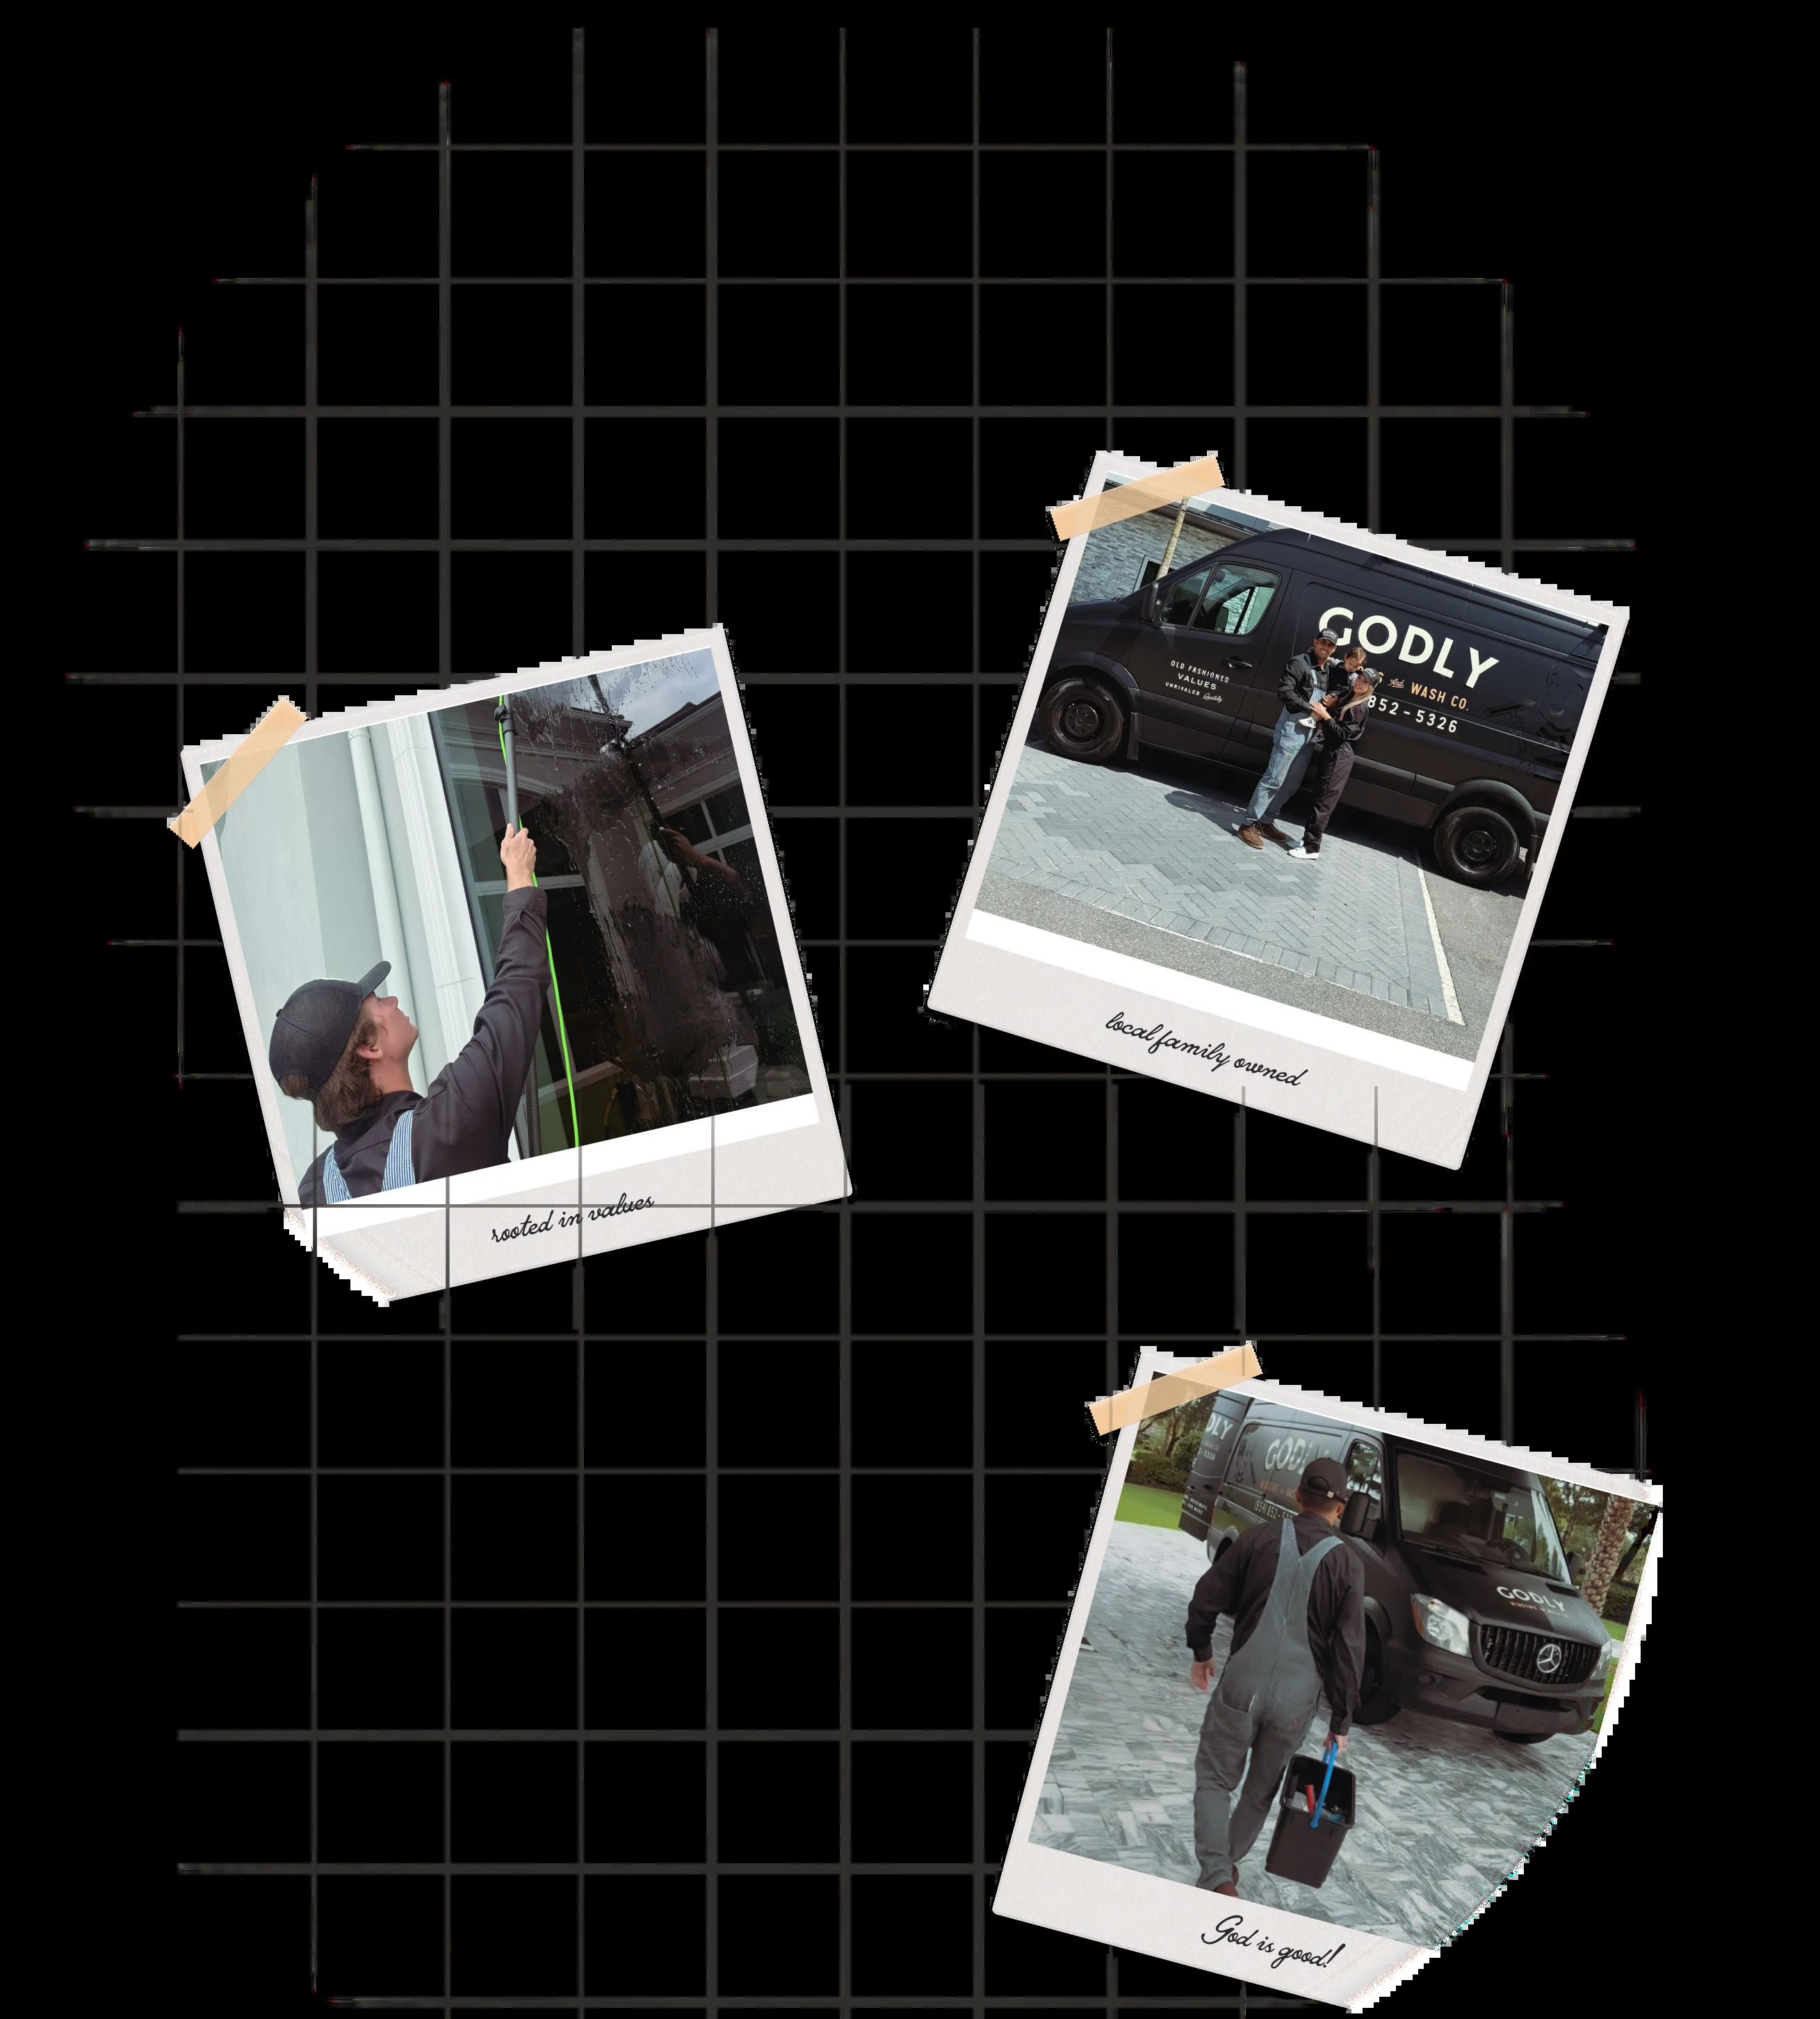 GODLY
OLD FASHIONED
VALUES
UNRIVALED Quality
And WASH CO.
852-5326
local family owned
rooted in values
GODLY
GODLY
God is good!